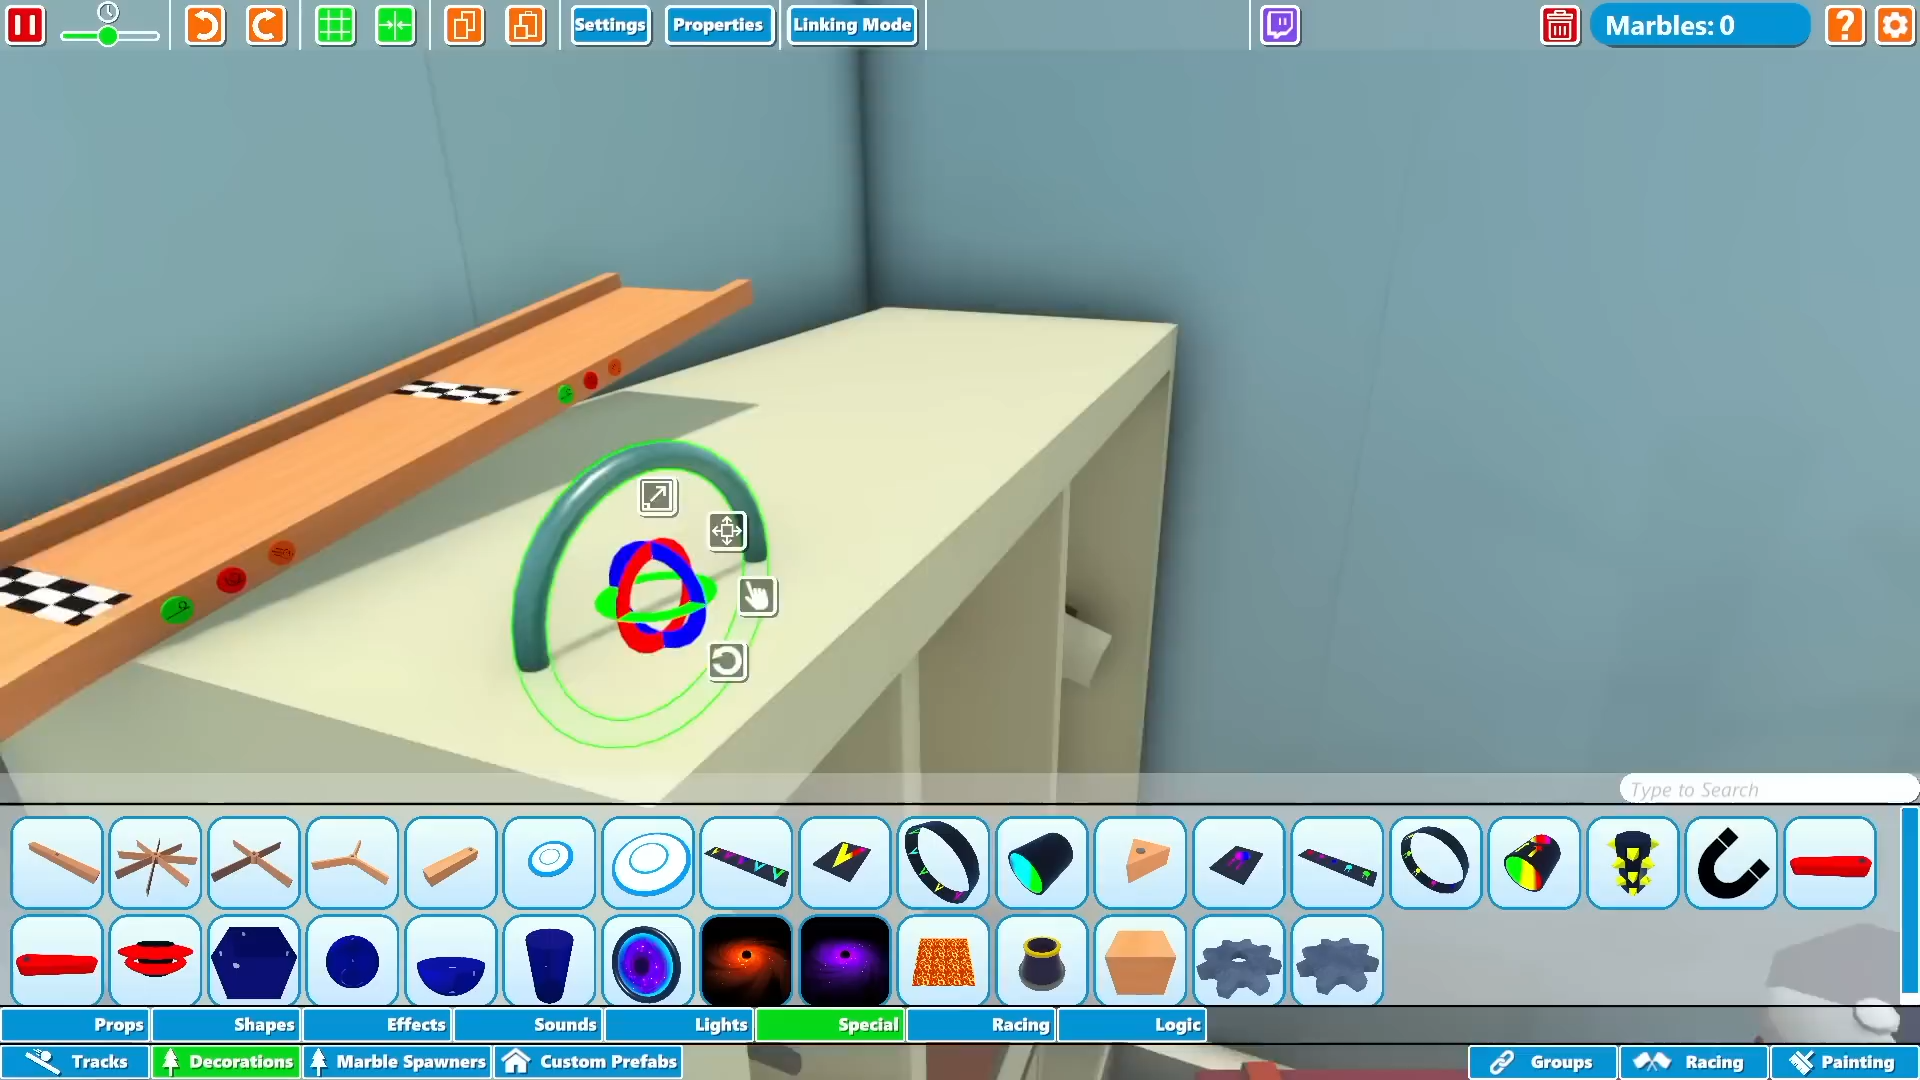 Settings
Properties
Linking Mode
Marbles: 0
Type to Search
Props
Shapes
Effects
Sounds
Lights
Special
Racing
Logic
Tracks
Decorations
Marble Spawners
Custom Prefabs
Groups
Racing
Painting